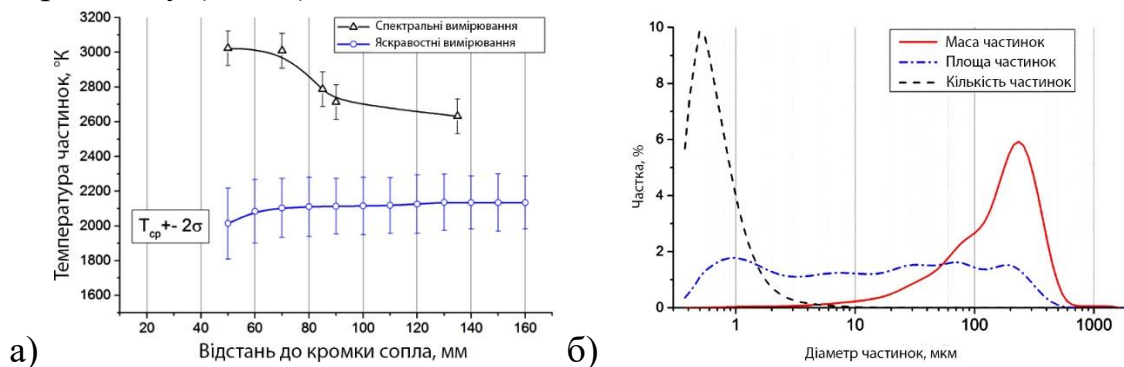 3200
3000
2800
2600
2400
2200
2000
1800
1600
20 40 60 80 100 120 140 160
Температура частинок, °K
Спектральні вимірювання
Яскравостні вимірювання
T_ср+- 2σ
Відстань до кромки сопла, мм
а)
10
8
6
4
2
0
1 10 100 1000
Частка, %
Маса частинок
Площа частинок
Кількість частинок
Діаметр частинок, мкм
б)